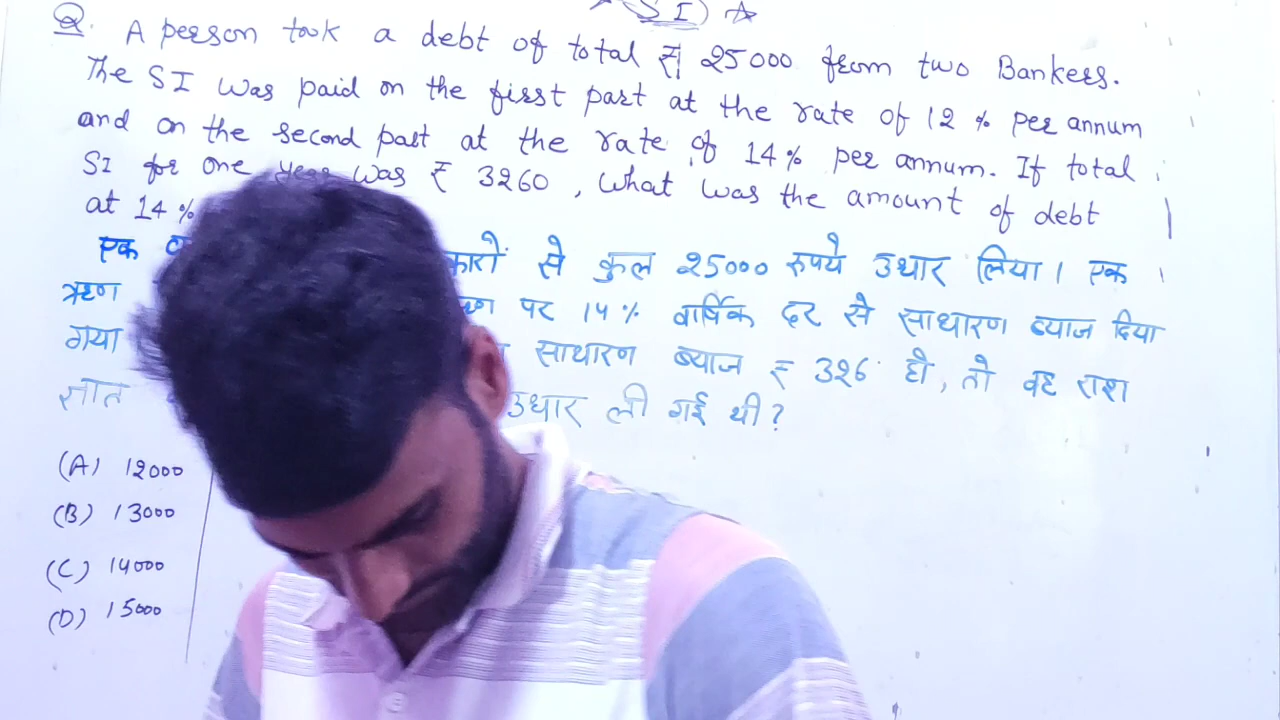 (SI) ☆
Q. A person took a debt of total ₹ 25000 from two Bankers.
The SI was paid on the first part at the rate of 12 % per annum
and on the second part at the rate of 14% per annum. If total
SI for one year was ₹ 3260, What was the amount of debt
at 14 %
एक कारों से कुल 25000 रुपये उधार लिया। एक
ऋण पर 14% वार्षिक दर से साधारण ब्याज दिया
गया साधारण ब्याज ₹ 326 हो, तो वह राश
ज्ञात उधार ली गई थी?
(A) 12000
(B) 13000
(C) 14000
(D) 15000